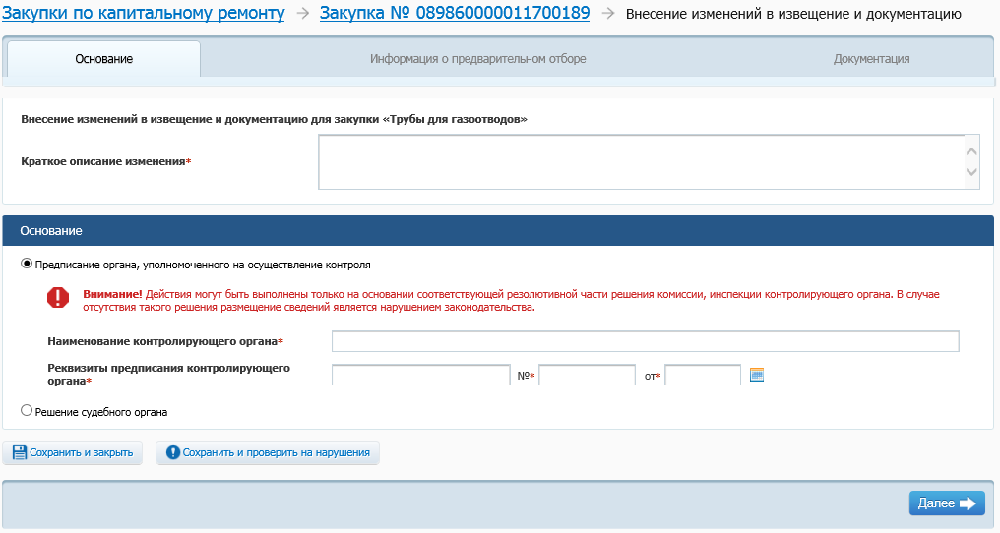 Закупки по капитальному ремонту → Закупка № 089860000011700189 → Внесение изменений в извещение и документацию
Основание Информация о предварительном отборе Документация
Внесение изменений в извещение и документацию для закупки «Трубы для газоотводов»
Краткое описание изменения*
Основание
Предписание органа, уполномоченного на осуществление контроля
Внимание! Действия могут быть выполнены только на основании соответствующей резолютивной части решения комиссии, инспекции контролирующего органа. В случае
отсутствия такого решения размещение сведений является нарушением законодательства.
Наименование контролирующего органа*
Реквизиты предписания контролирующего
органа*
№* от*
Решение судебного органа
Сохранить и закрыть Сохранить и проверить на нарушения
Далее